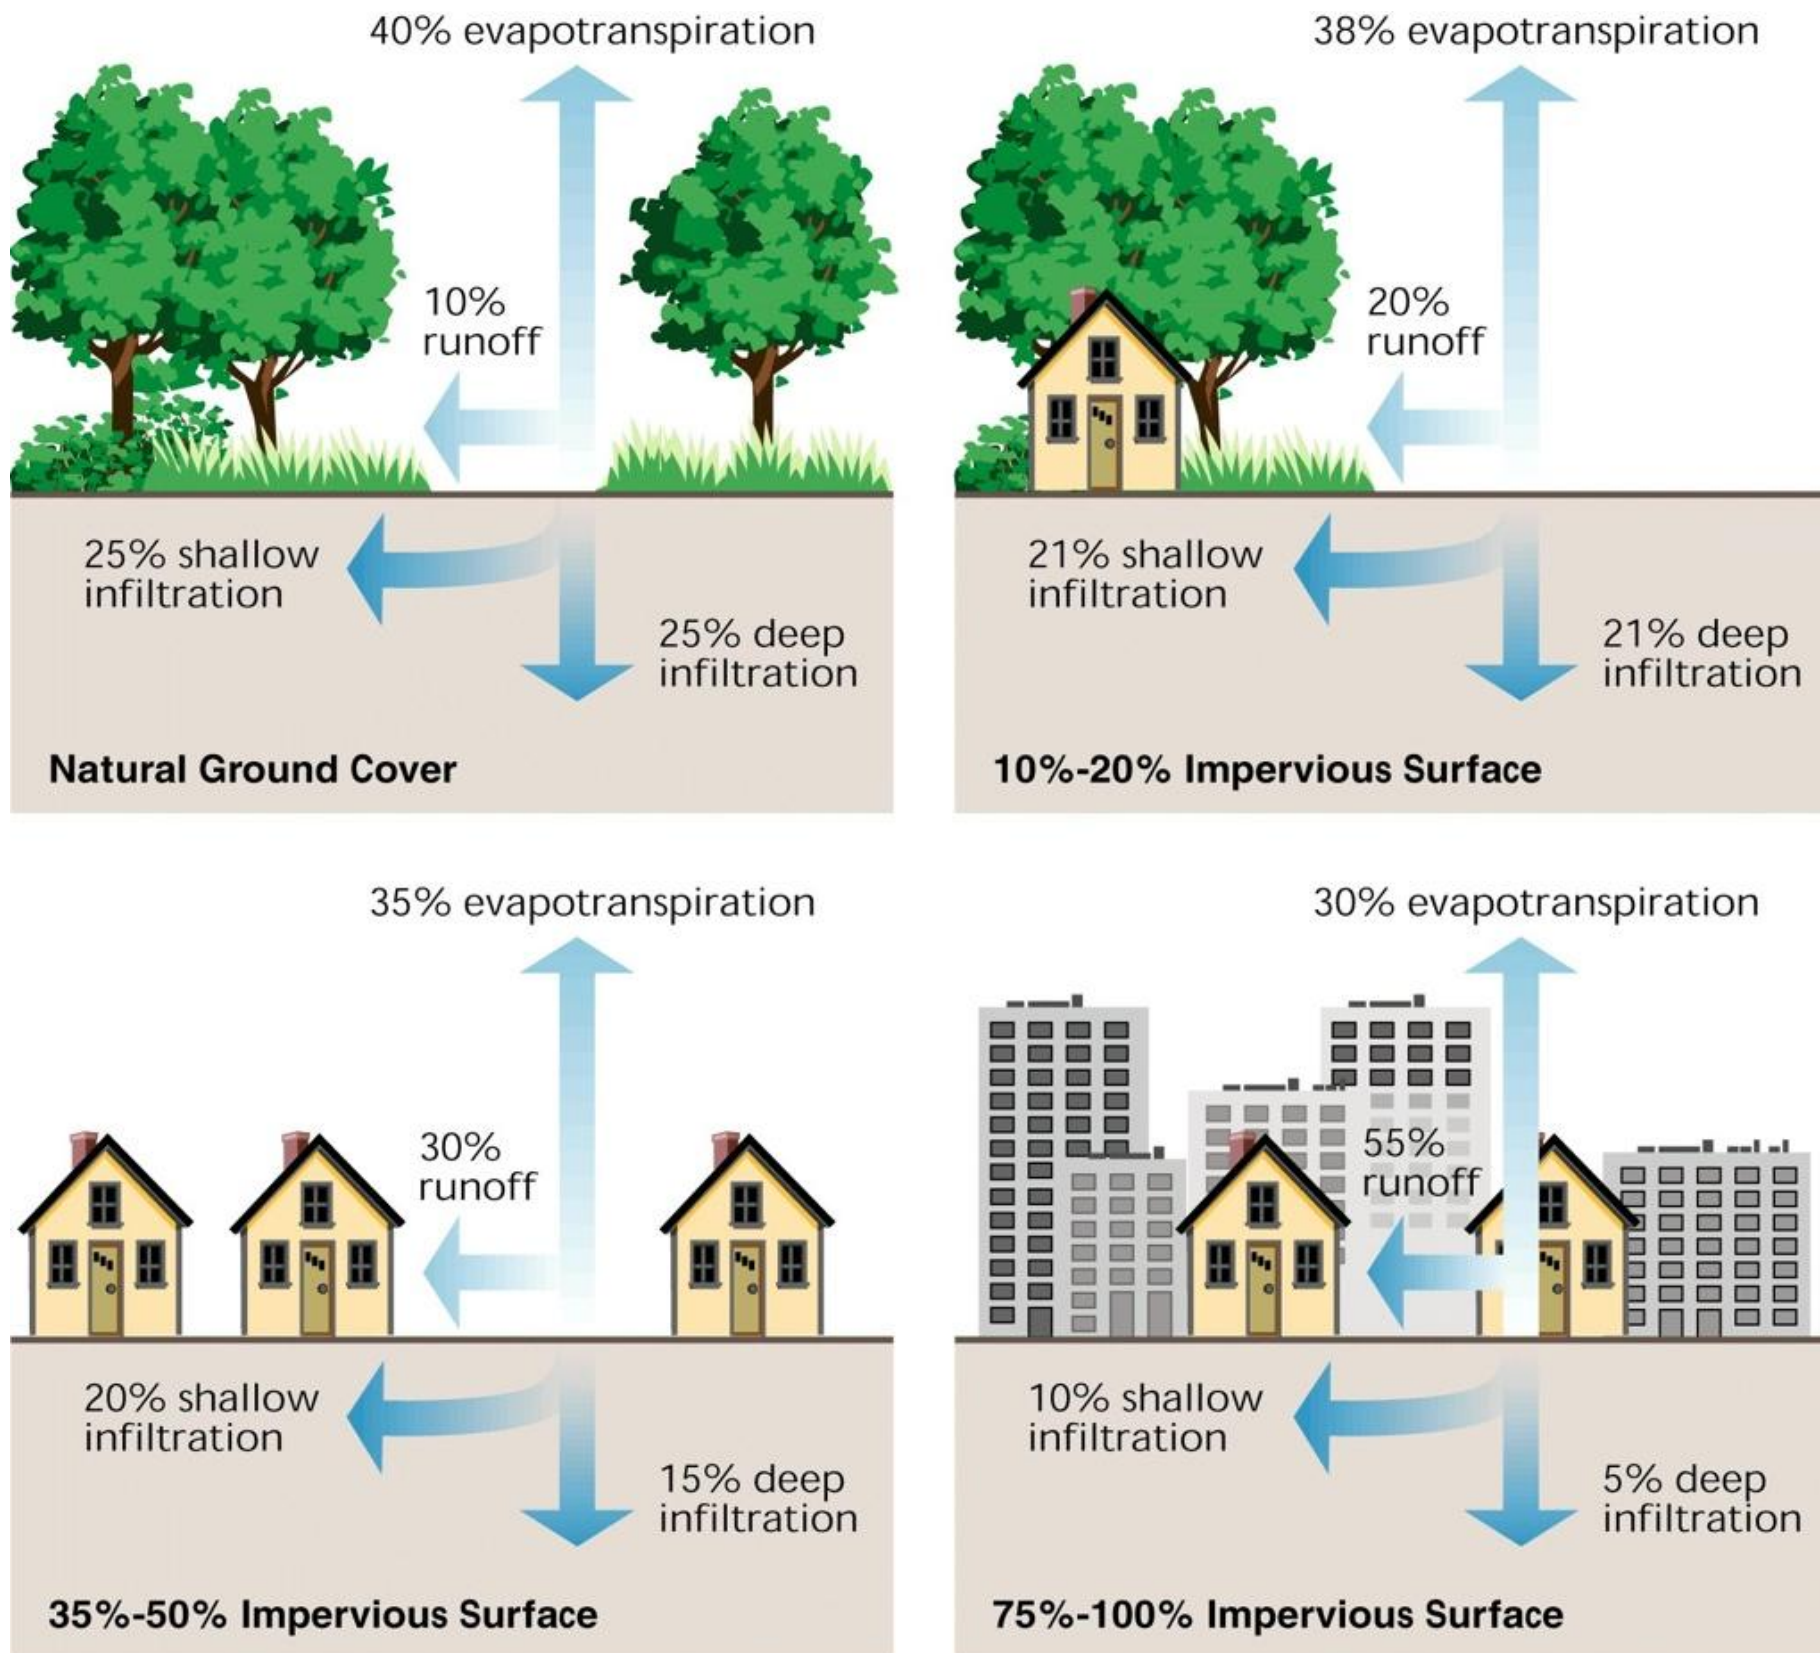 40% evapotranspiration
10%
runoff
25% shallow
infiltration
25% deep
infiltration
Natural Ground Cover
38% evapotranspiration
20%
runoff
21% shallow
infiltration
21% deep
infiltration
10%-20% Impervious Surface
35% evapotranspiration
30%
runoff
20% shallow
infiltration
15% deep
infiltration
35%-50% Impervious Surface
30% evapotranspiration
55%
runoff
10% shallow
infiltration
5% deep
infiltration
75%-100% Impervious Surface